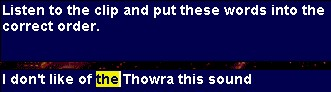 Listen to the clip and put these words into the
correct order.
I don't like of the Thowra this sound